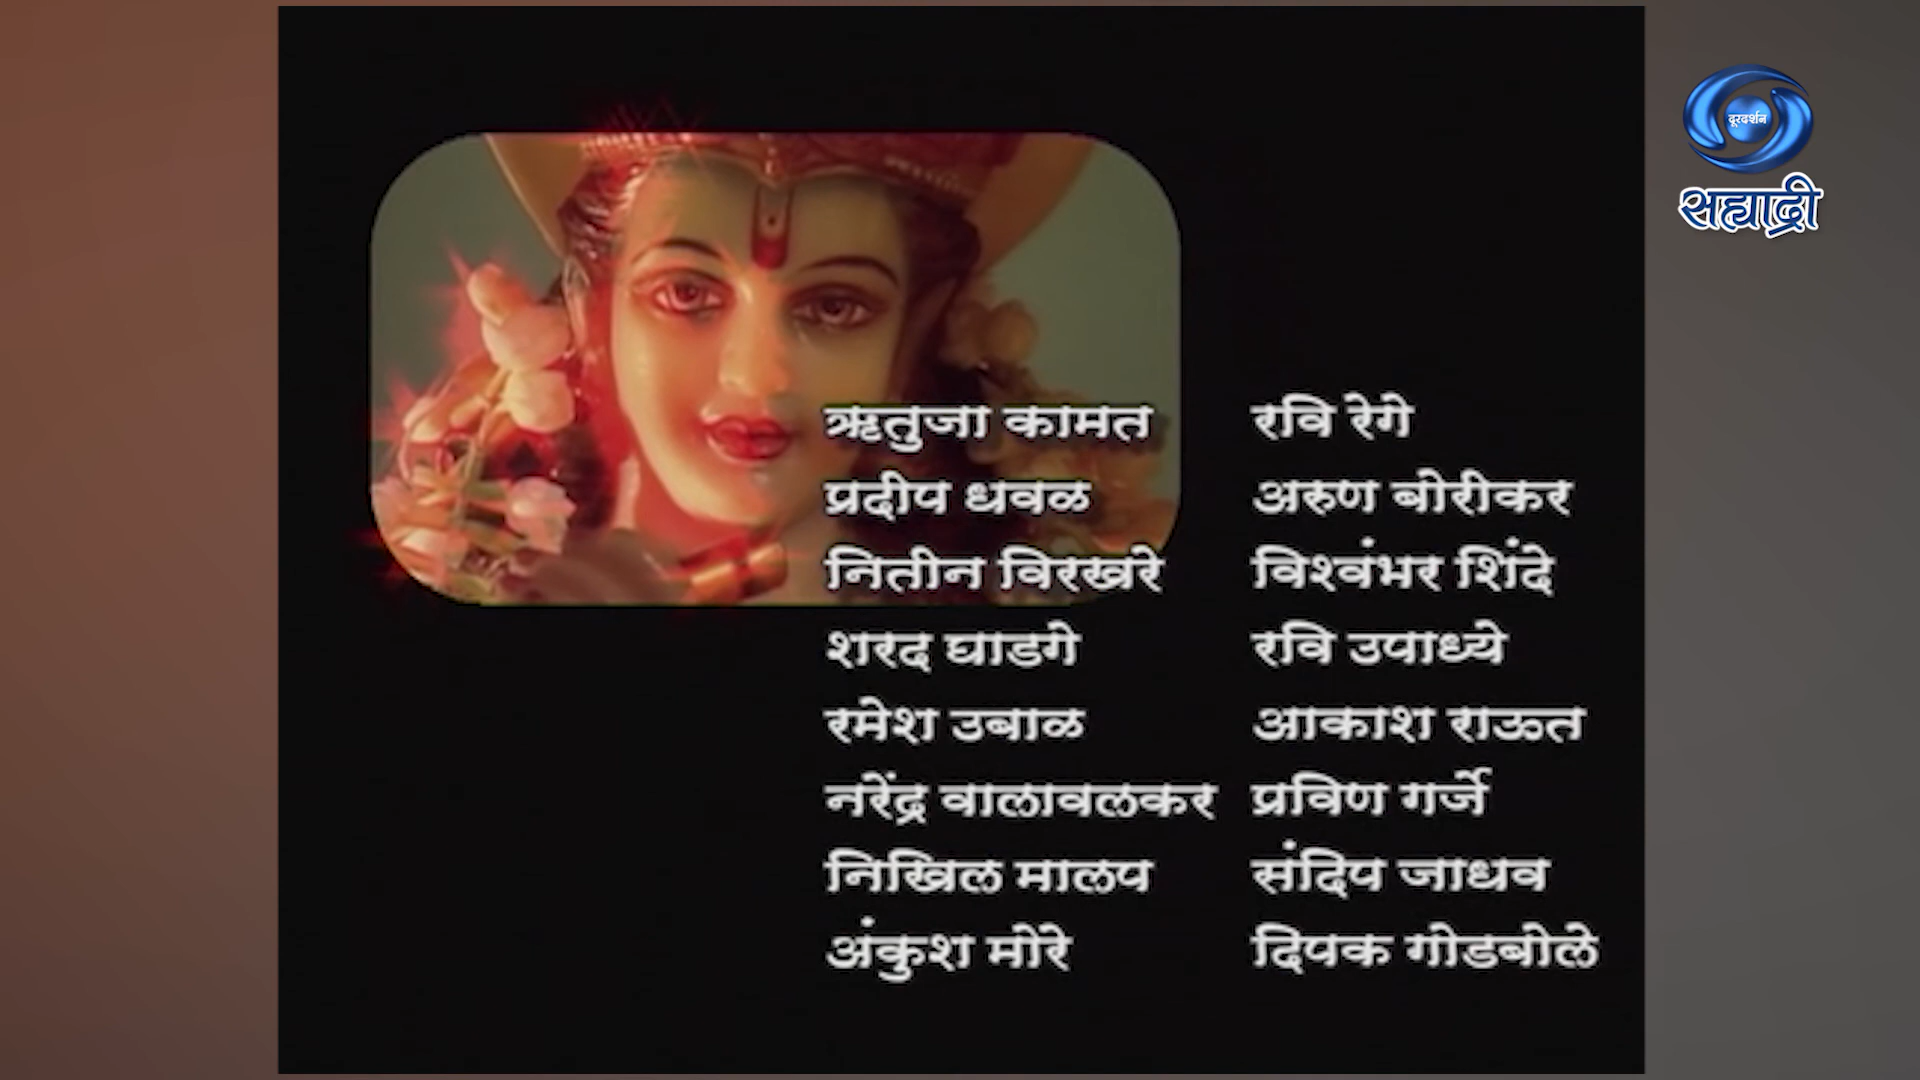 दूरदर्शन
सह्याद्री
ऋतुजा कामत
प्रदीप धवळ
नितीन विरखरे
शरद घाडगे
रमेश उबाळ
नरेंद्र वालावलकर
निखिल मालप
अंकुश मोरे
रवि रेगे
अरुण बोरीकर
विश्वंभर शिंदे
रवि उपाध्ये
आकाश राऊत
प्रविण गर्जे
संदिप जाधव
दिपक गोडबोले